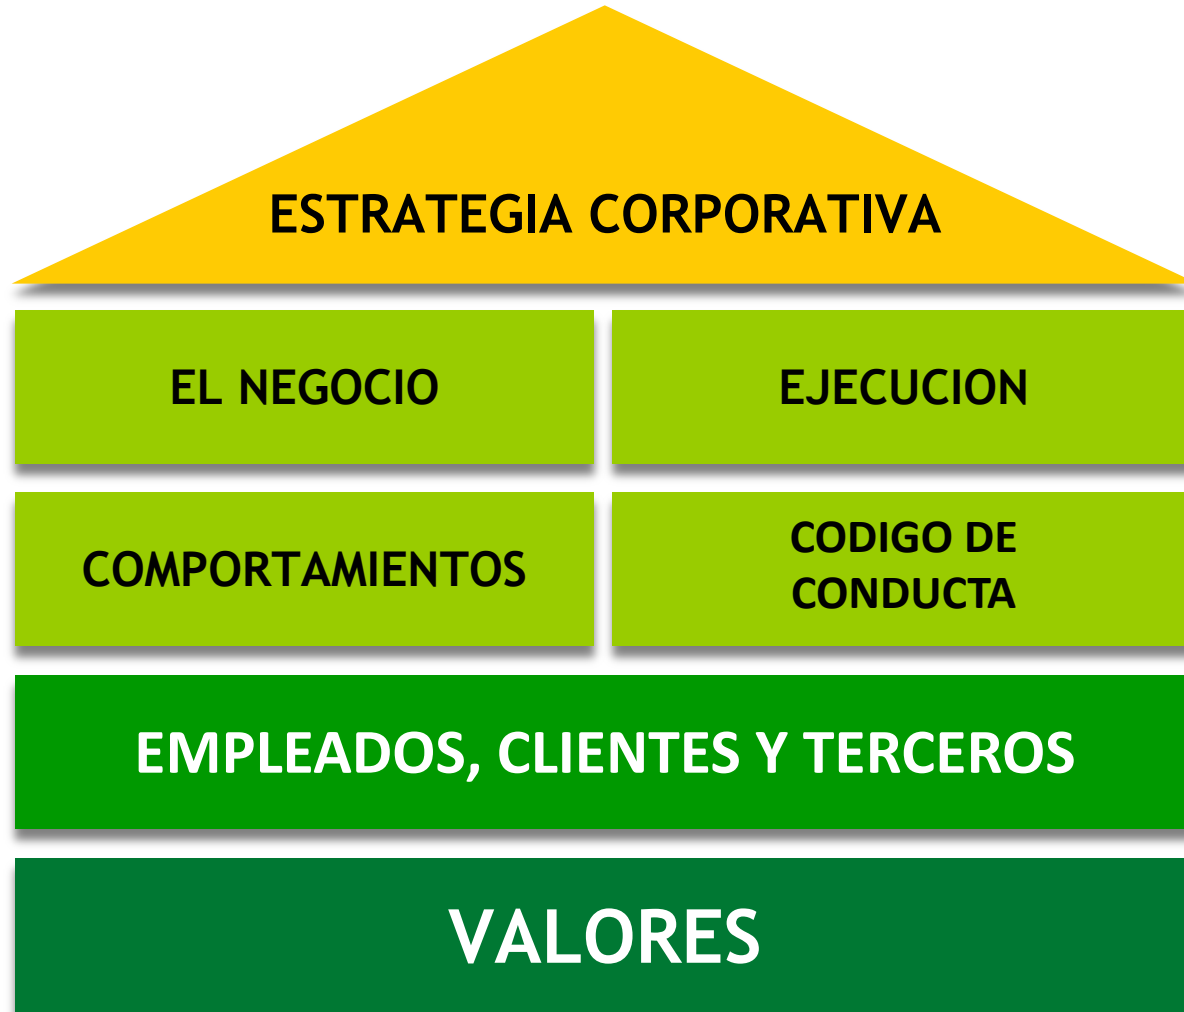 ESTRATEGIA CORPORATIVA
EL NEGOCIO
EJECUCION
COMPORTAMIENTOS
CODIGO DE
CONDUCTA
EMPLEADOS, CLIENTES Y TERCEROS
VALORES